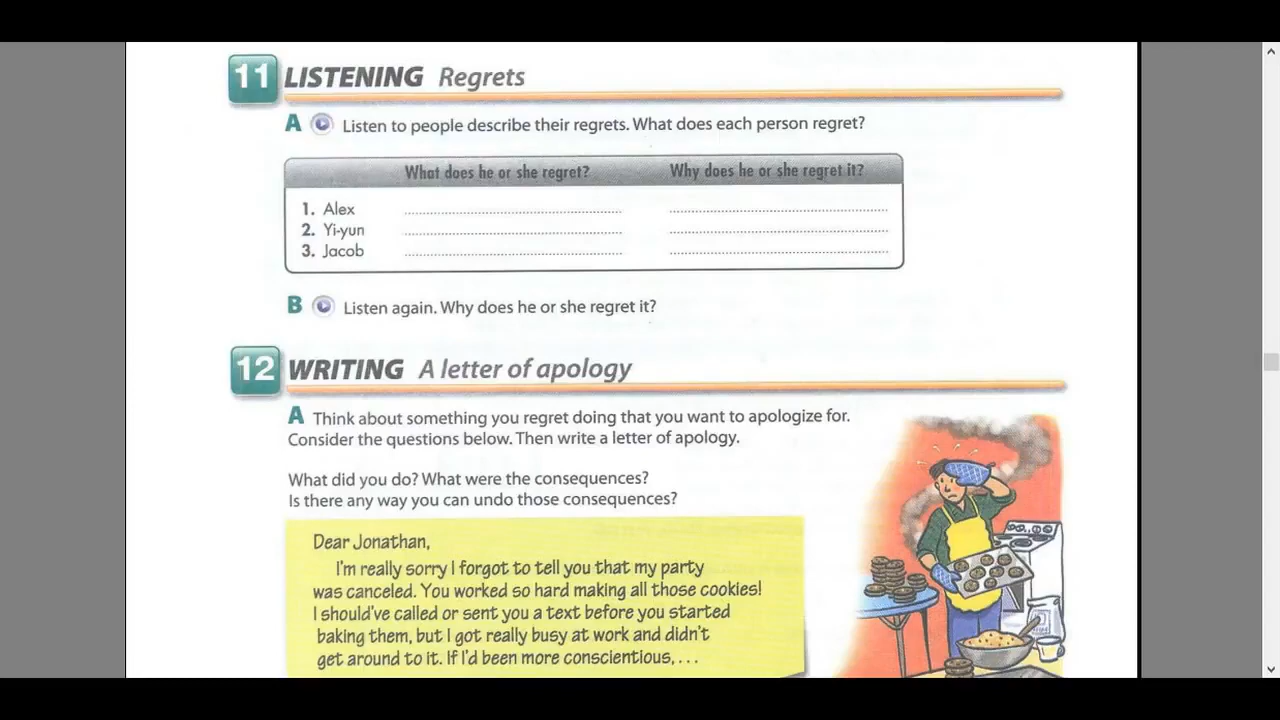 11 LISTENING Regrets
A Listen to people describe their regrets. What does each person regret?
What does he or she regret? Why does he or she regret it?
1. Alex
2. Yi-yun
3. Jacob
B Listen again. Why does he or she regret it?
12 WRITING A letter of apology
A Think about something you regret doing that you want to apologize for.
Consider the questions below. Then write a letter of apology.
What did you do? What were the consequences?
Is there any way you can undo those consequences?
Dear Jonathan,
I'm really sorry I forgot to tell you that my party
was canceled. You worked so hard making all those cookies!
I should've called or sent you a text before you started
baking them, but I got really busy at work and didn't
get around to it. If I'd been more conscientious, . . .